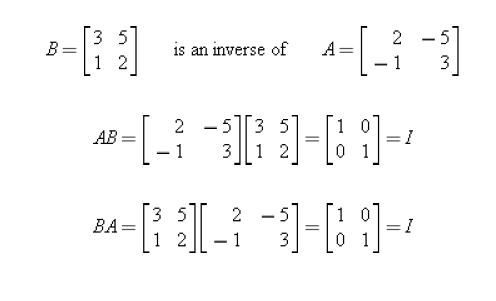 B = [3 5; 1 2] is an inverse of A = [2 −5; −1 3]
AB = [2 −5; −1 3][3 5; 1 2] = [1 0; 0 1] = I
BA = [3 5; 1 2][2 −5; −1 3] = [1 0; 0 1] = I